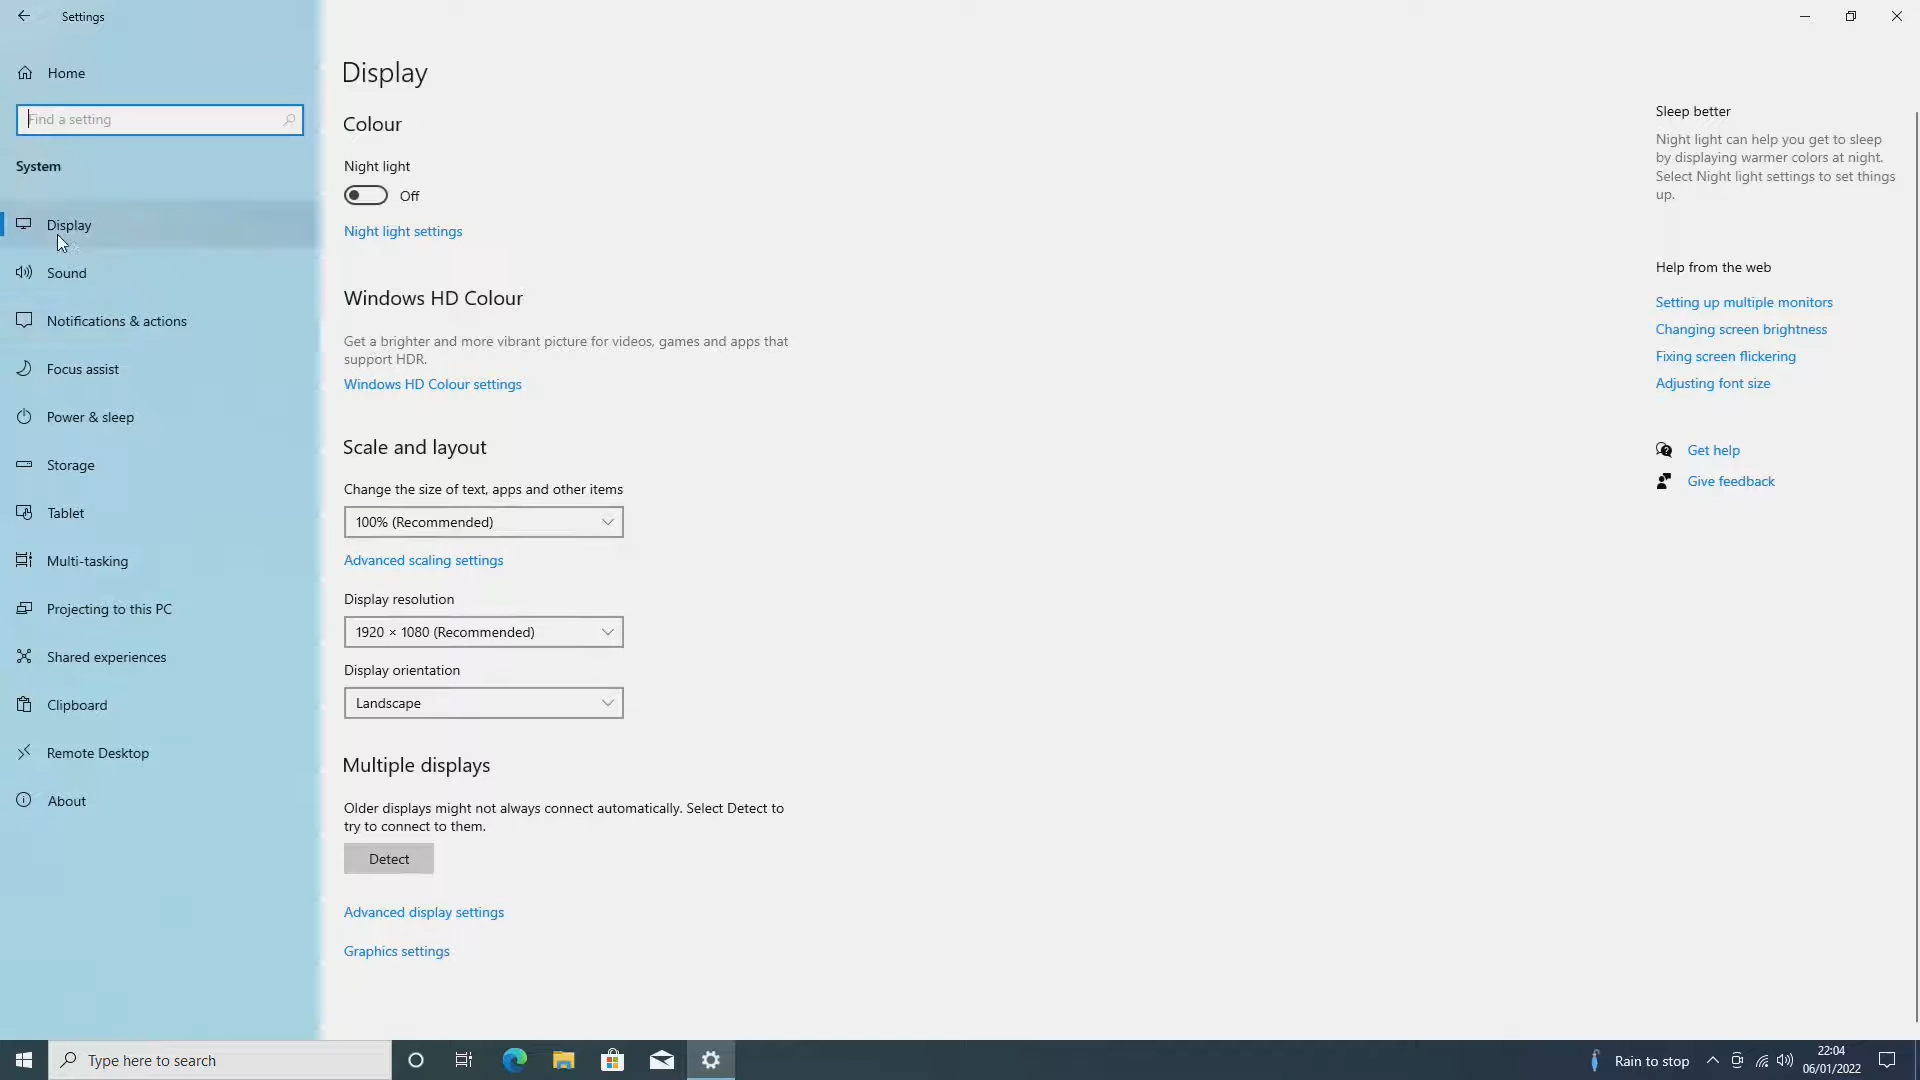 Settings
Home
Find a setting
System
Display
Sound
Notifications & actions
Focus assist
Power & sleep
Storage
Tablet
Multi-tasking
Projecting to this PC
Shared experiences
Clipboard
Remote Desktop
About
Display
Colour
Night light
Off
Night light settings
Windows HD Colour
Get a brighter and more vibrant picture for videos, games and apps that
support HDR.
Windows HD Colour settings
Scale and layout
Change the size of text, apps and other items
100% (Recommended)
Advanced scaling settings
Display resolution
1920 × 1080 (Recommended)
Display orientation
Landscape
Multiple displays
Older displays might not always connect automatically. Select Detect to
try to connect to them.
Detect
Advanced display settings
Graphics settings
Sleep better
Night light can help you get to sleep
by displaying warmer colors at night.
Select Night light settings to set things
up.
Help from the web
Setting up multiple monitors
Changing screen brightness
Fixing screen flickering
Adjusting font size
Get help
Give feedback
Type here to search
Rain to stop
22:04
06/01/2022